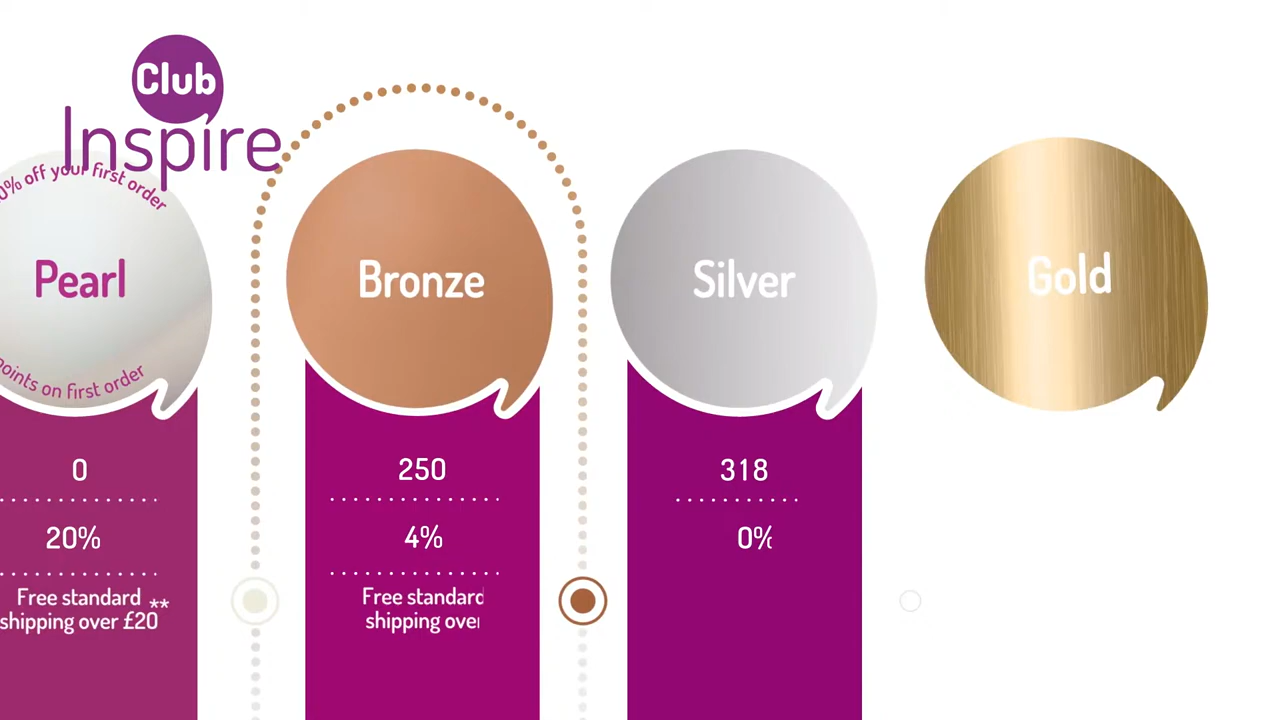 Club
Inspire
0% off your first order
Pearl
points on first order
0
20%
Free standard **
shipping over £20
Bronze
250
4%
Free standard
shipping over
Silver
318
0%
Gold